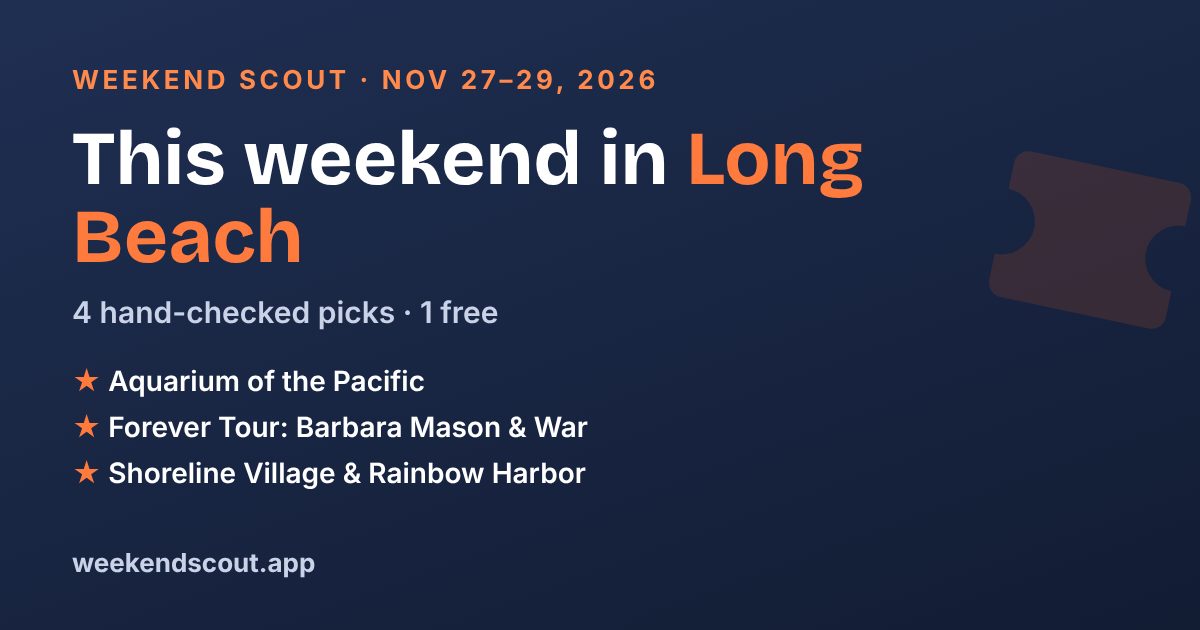 WEEKEND SCOUT · NOV 27–29, 2026
This weekend in Long
Beach
4 hand-checked picks · 1 free
★ Aquarium of the Pacific
★ Forever Tour: Barbara Mason & War
★ Shoreline Village & Rainbow Harbor
weekendscout.app